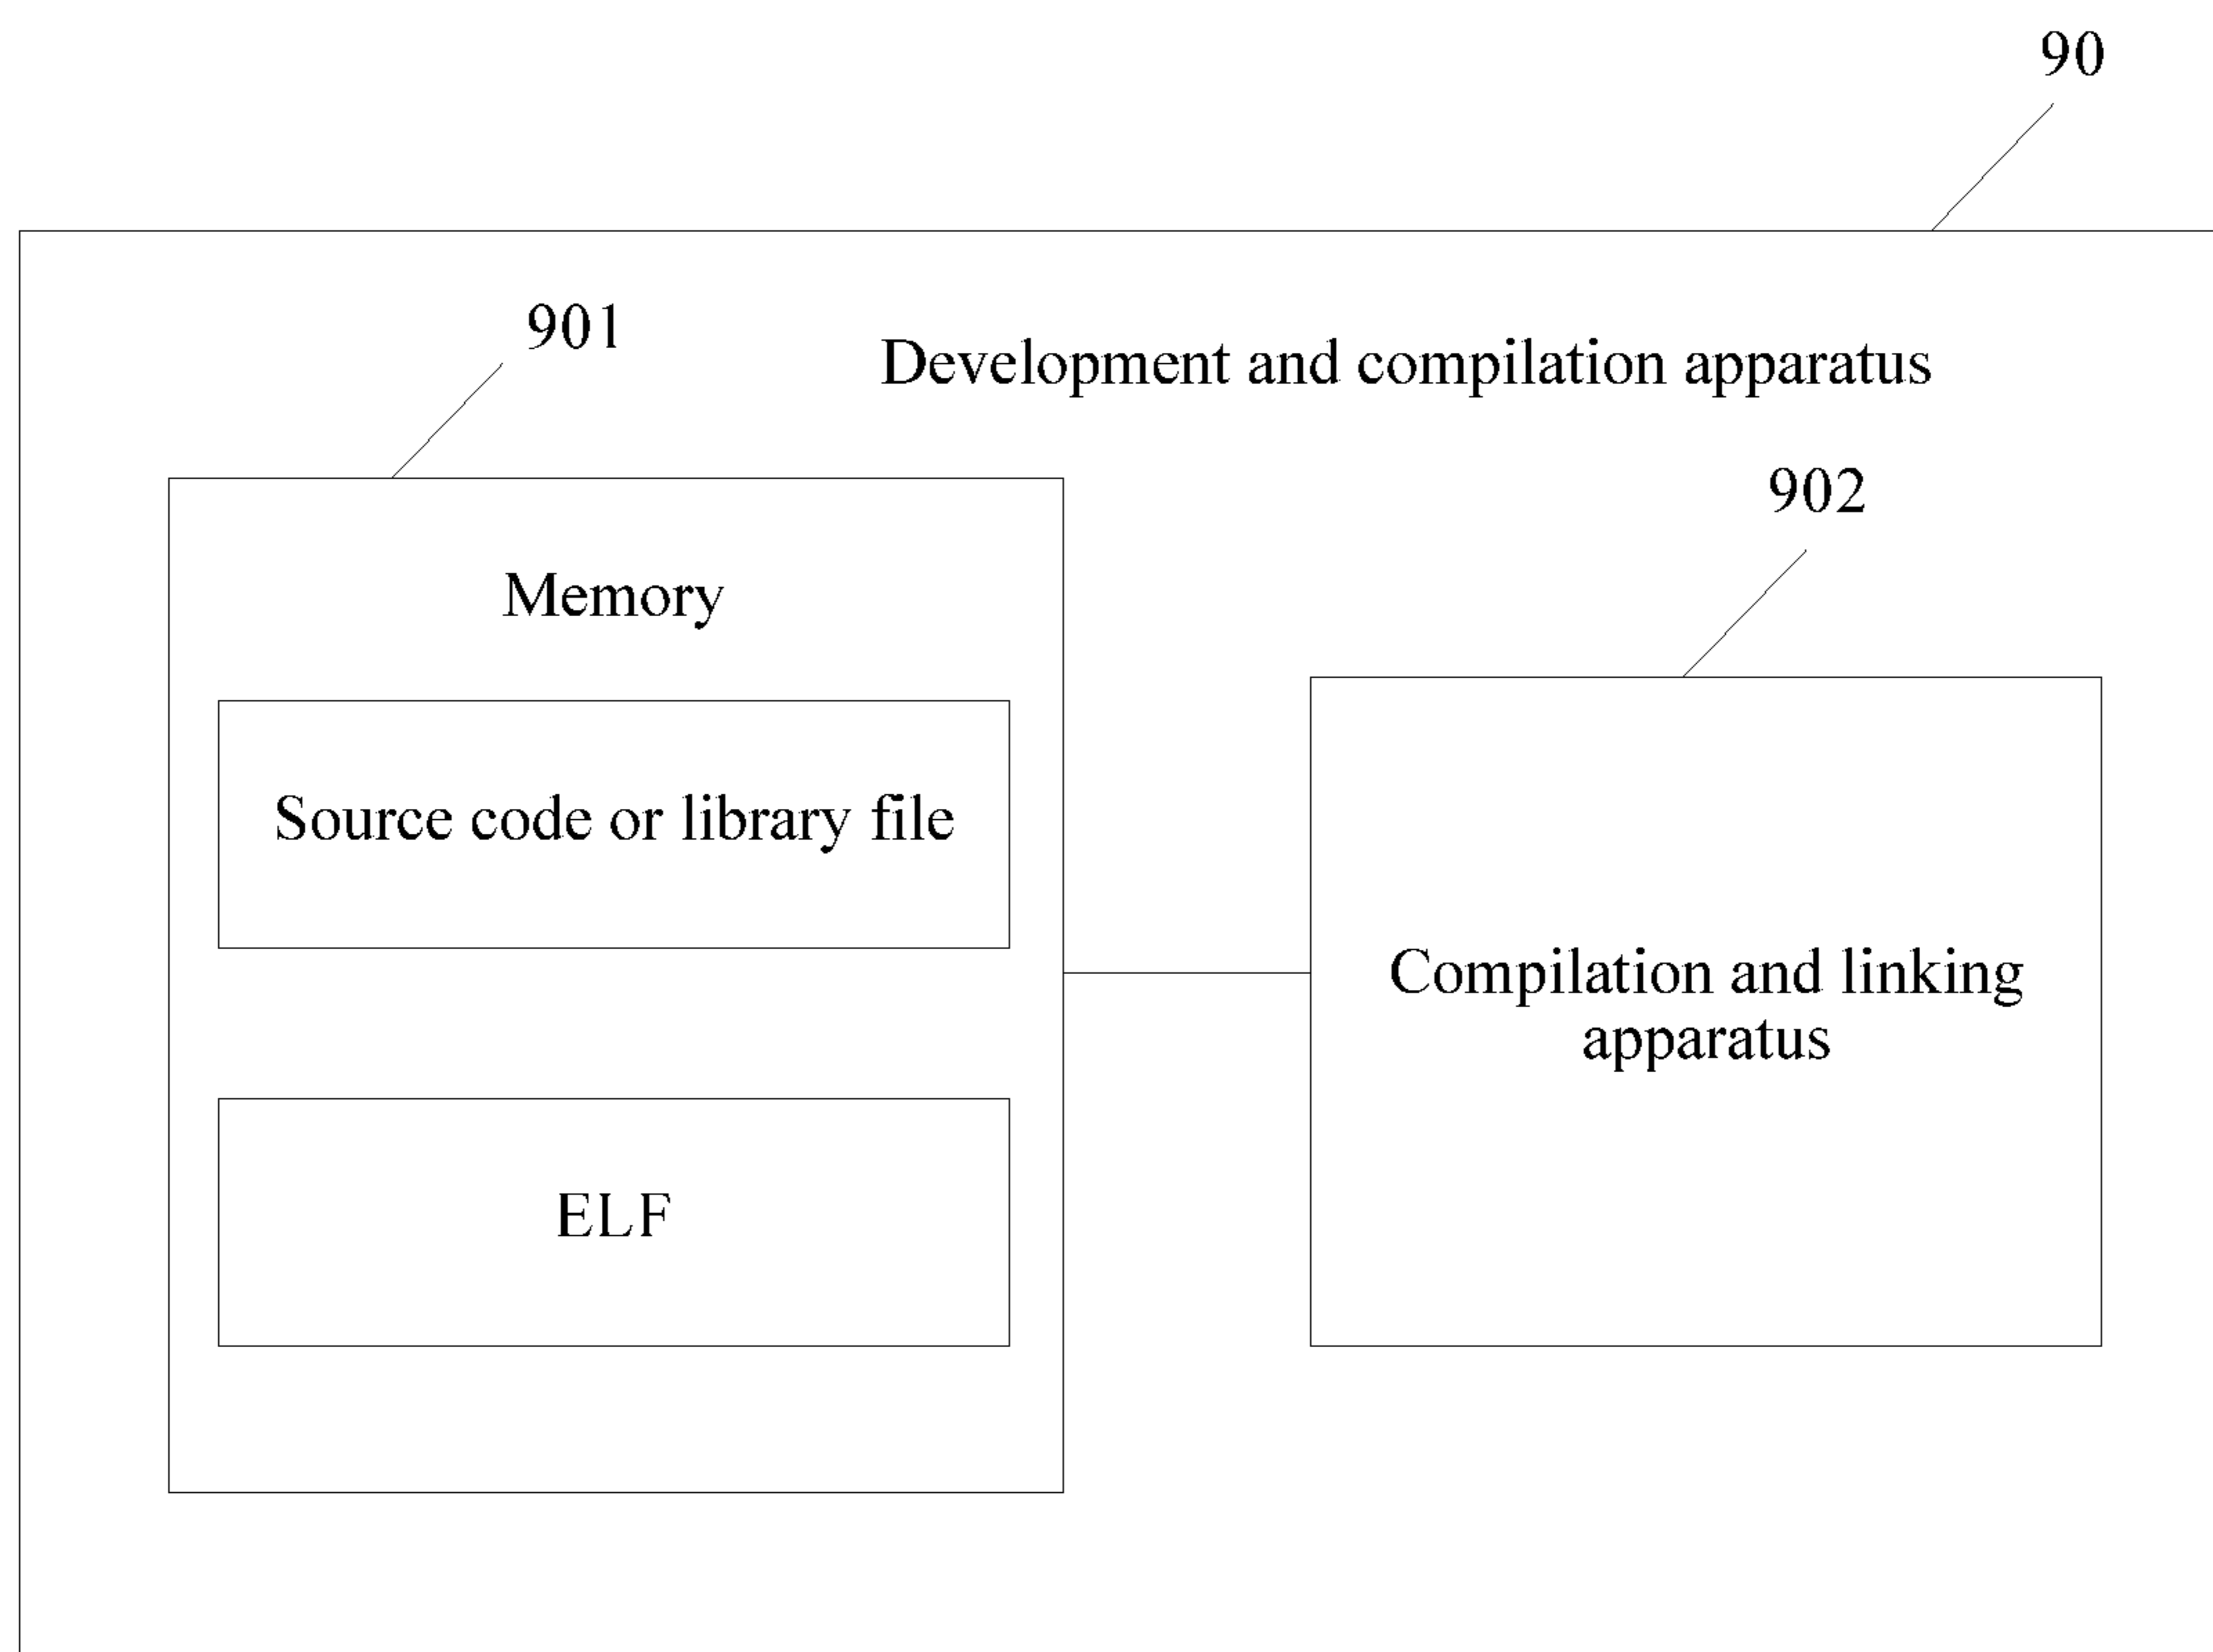 90
901
Development and compilation apparatus
902
Memory
Source code or library file
Compilation and linking
apparatus
ELF